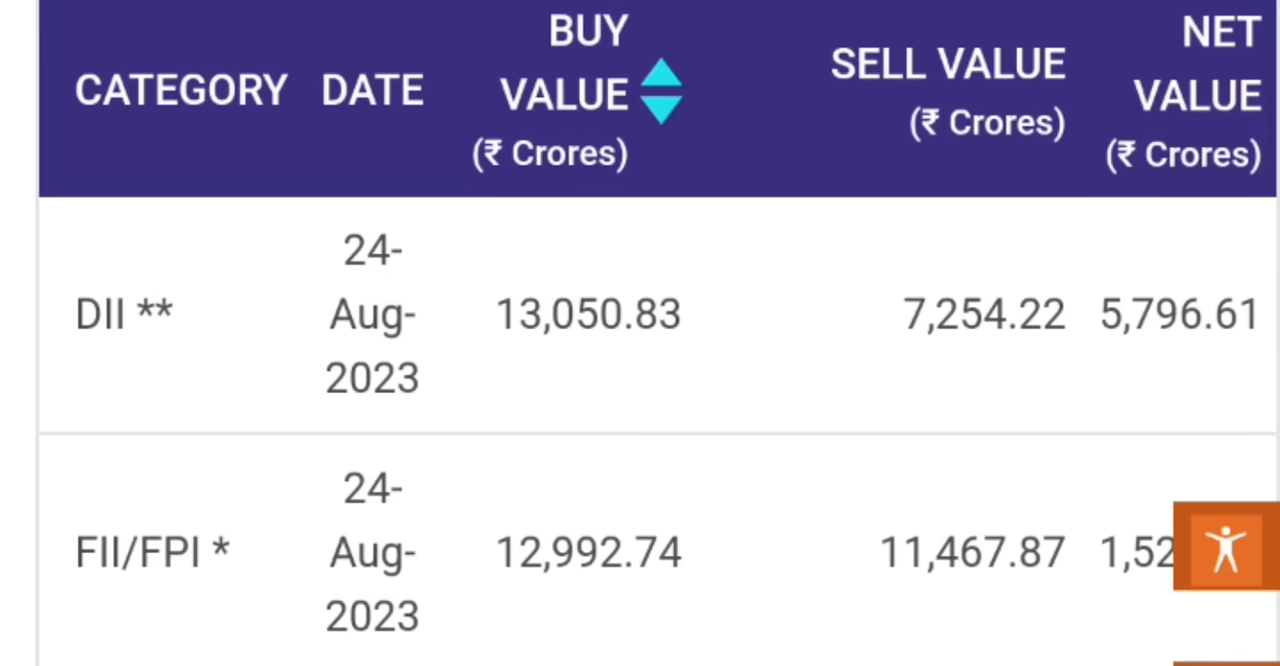 CATEGORY DATE BUY VALUE (₹ Crores) SELL VALUE (₹ Crores) NET VALUE (₹ Crores)
DII ** 24-Aug-2023 13,050.83 7,254.22 5,796.61
FII/FPI * 24-Aug-2023 12,992.74 11,467.87 1,52